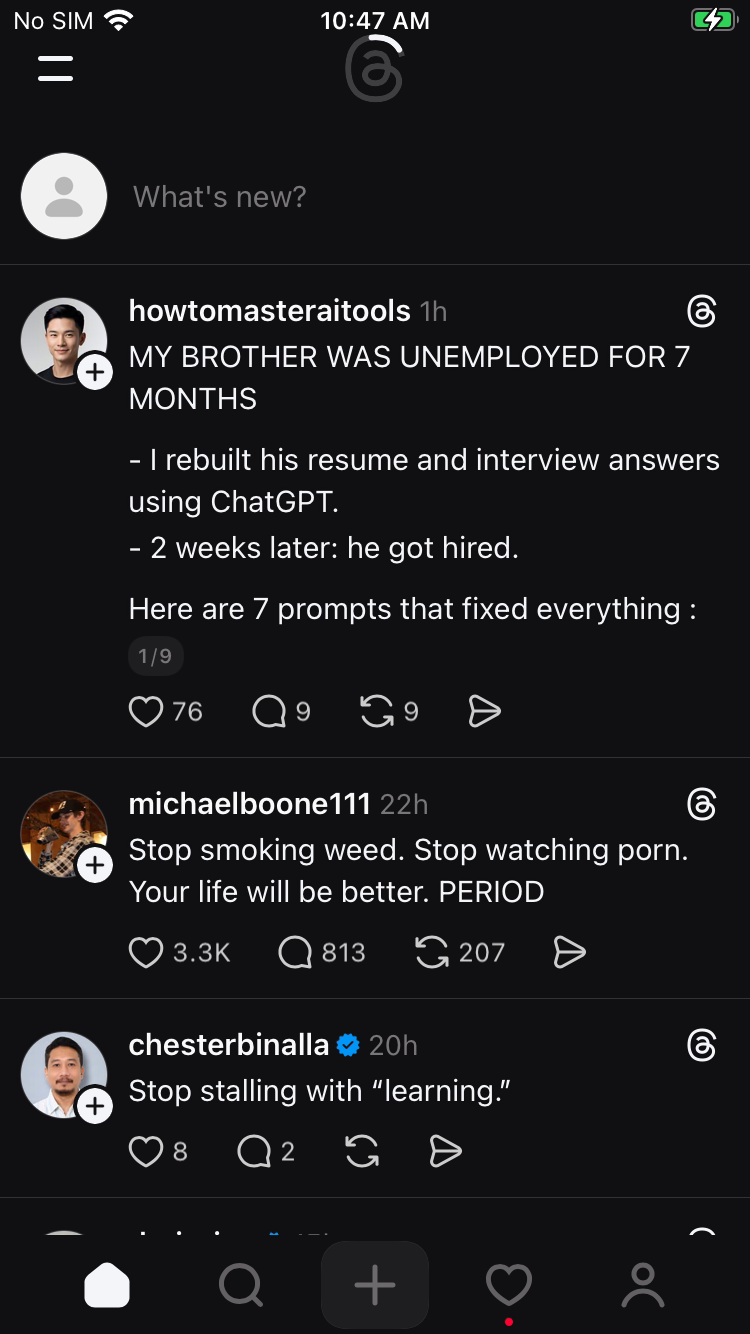 No SIM 10:47 AM
What's new?
howtomasteraitools 1h
MY BROTHER WAS UNEMPLOYED FOR 7
MONTHS
- I rebuilt his resume and interview answers
using ChatGPT.
- 2 weeks later: he got hired.
Here are 7 prompts that fixed everything :
1/9
76 9 9
michaelboone111 22h
Stop smoking weed. Stop watching porn.
Your life will be better. PERIOD
3.3K 813 207
chesterbinalla 20h
Stop stalling with “learning.”
8 2